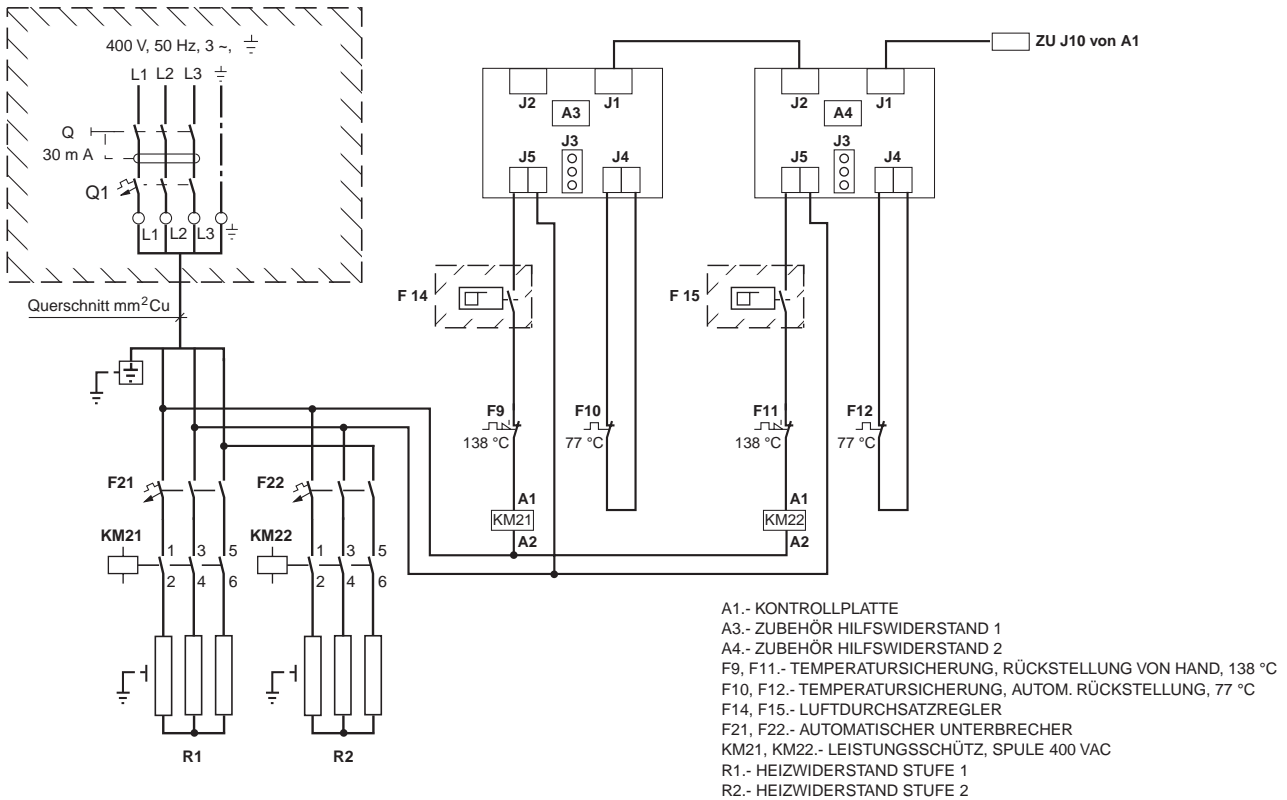 400 V, 50 Hz, 3 ~,
L1 L2 L3
Q
30 m A
Q1
L1 L2 L3
Querschnitt mm²Cu
ZU J10 von A1
J2 J1
A3
J3
J5 J4
J2 J1
A4
J3
J5 J4
F 14
F 15
F9
138 °C
F10
77 °C
F11
138 °C
F12
77 °C
A1
KM21
A2
A1
KM22
A2
F21
F22
KM21
1 3 5
2 4 6
KM22
1 3 5
2 4 6
R1
R2
A1.- KONTROLLPLATTE
A3.- ZUBEHÖR HILFSWIDERSTAND 1
A4.- ZUBEHÖR HILFSWIDERSTAND 2
F9, F11.- TEMPERATURSICHERUNG, RÜCKSTELLUNG VON HAND, 138 °C
F10, F12.- TEMPERATURSICHERUNG, AUTOM. RÜCKSTELLUNG, 77 °C
F14, F15.- LUFTDURCHSATZREGLER
F21, F22.- AUTOMATISCHER UNTERBRECHER
KM21, KM22.- LEISTUNGSSCHÜTZ, SPULE 400 VAC
R1.- HEIZWIDERSTAND STUFE 1
R2.- HEIZWIDERSTAND STUFE 2